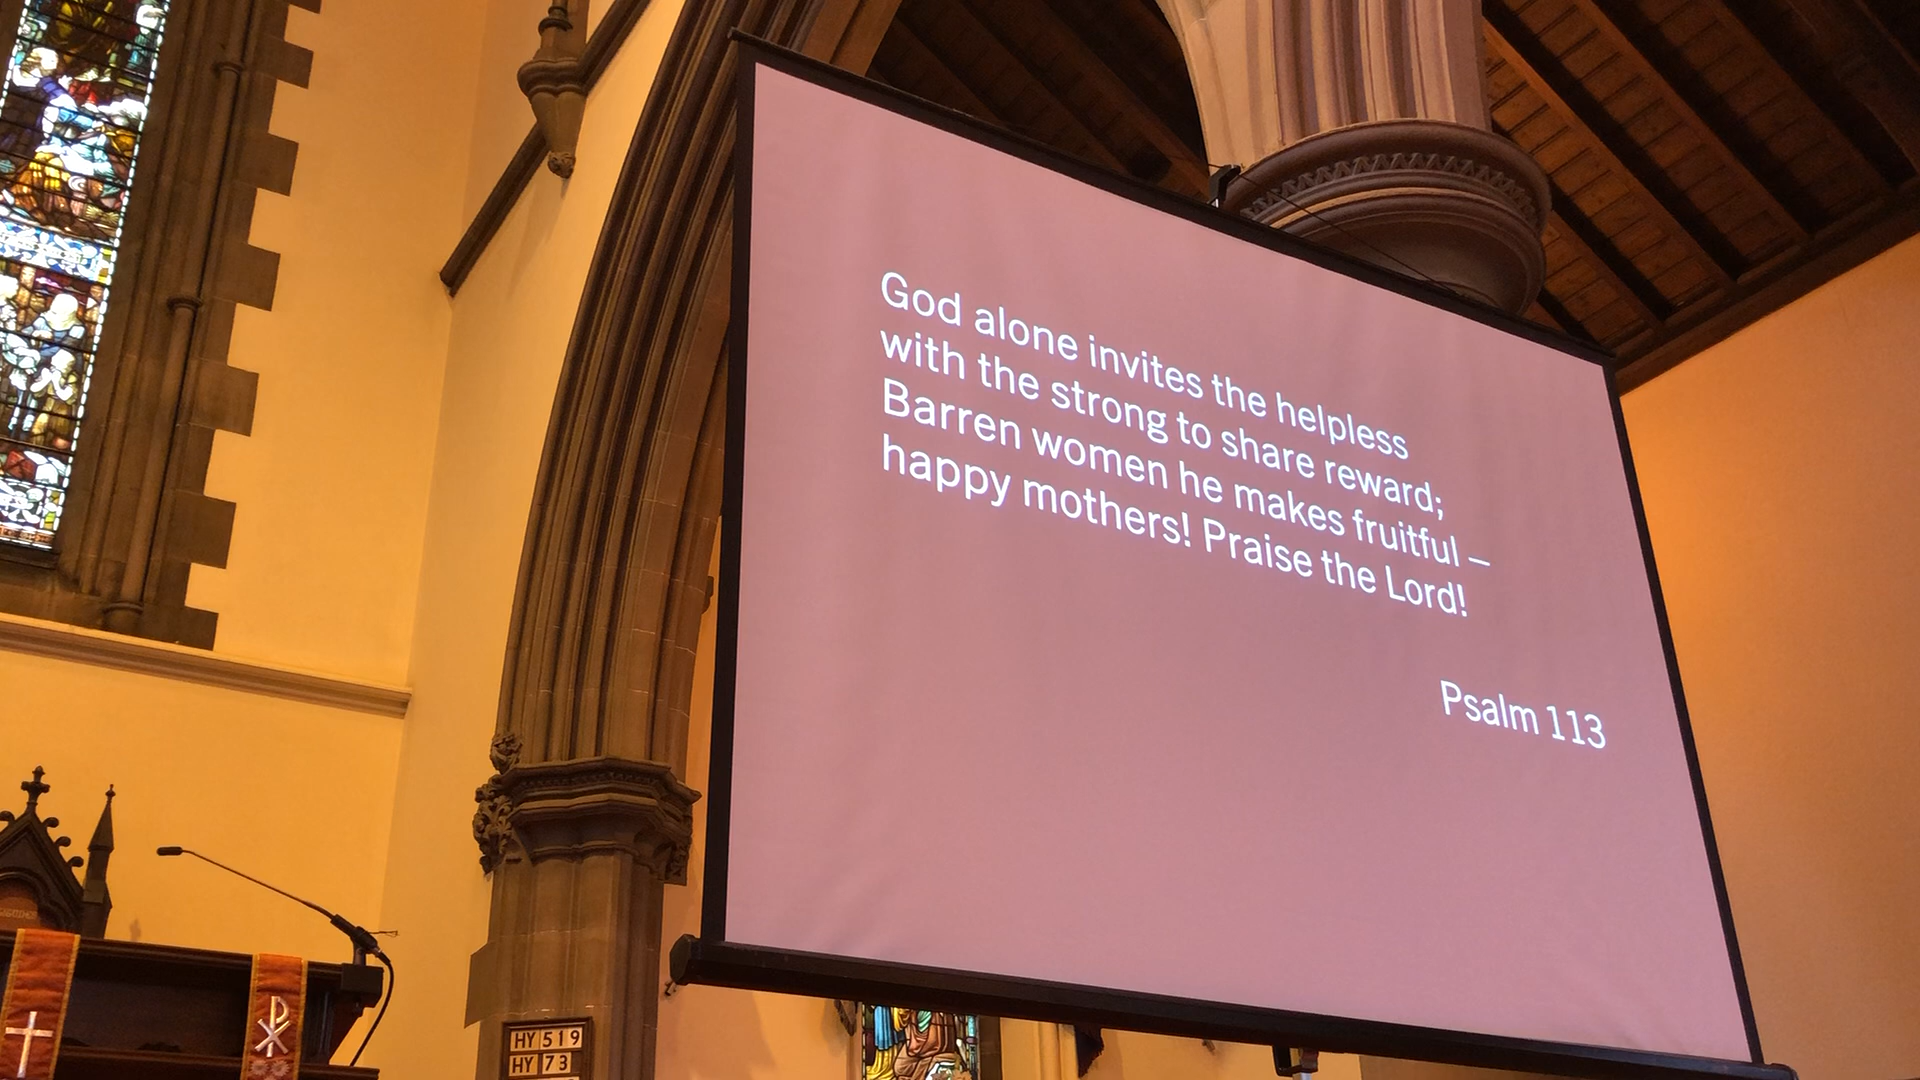 God alone invites the helpless
with the strong to share reward;
Barren women he makes fruitful –
happy mothers! Praise the Lord!
Psalm 113
HY 519
HY 73